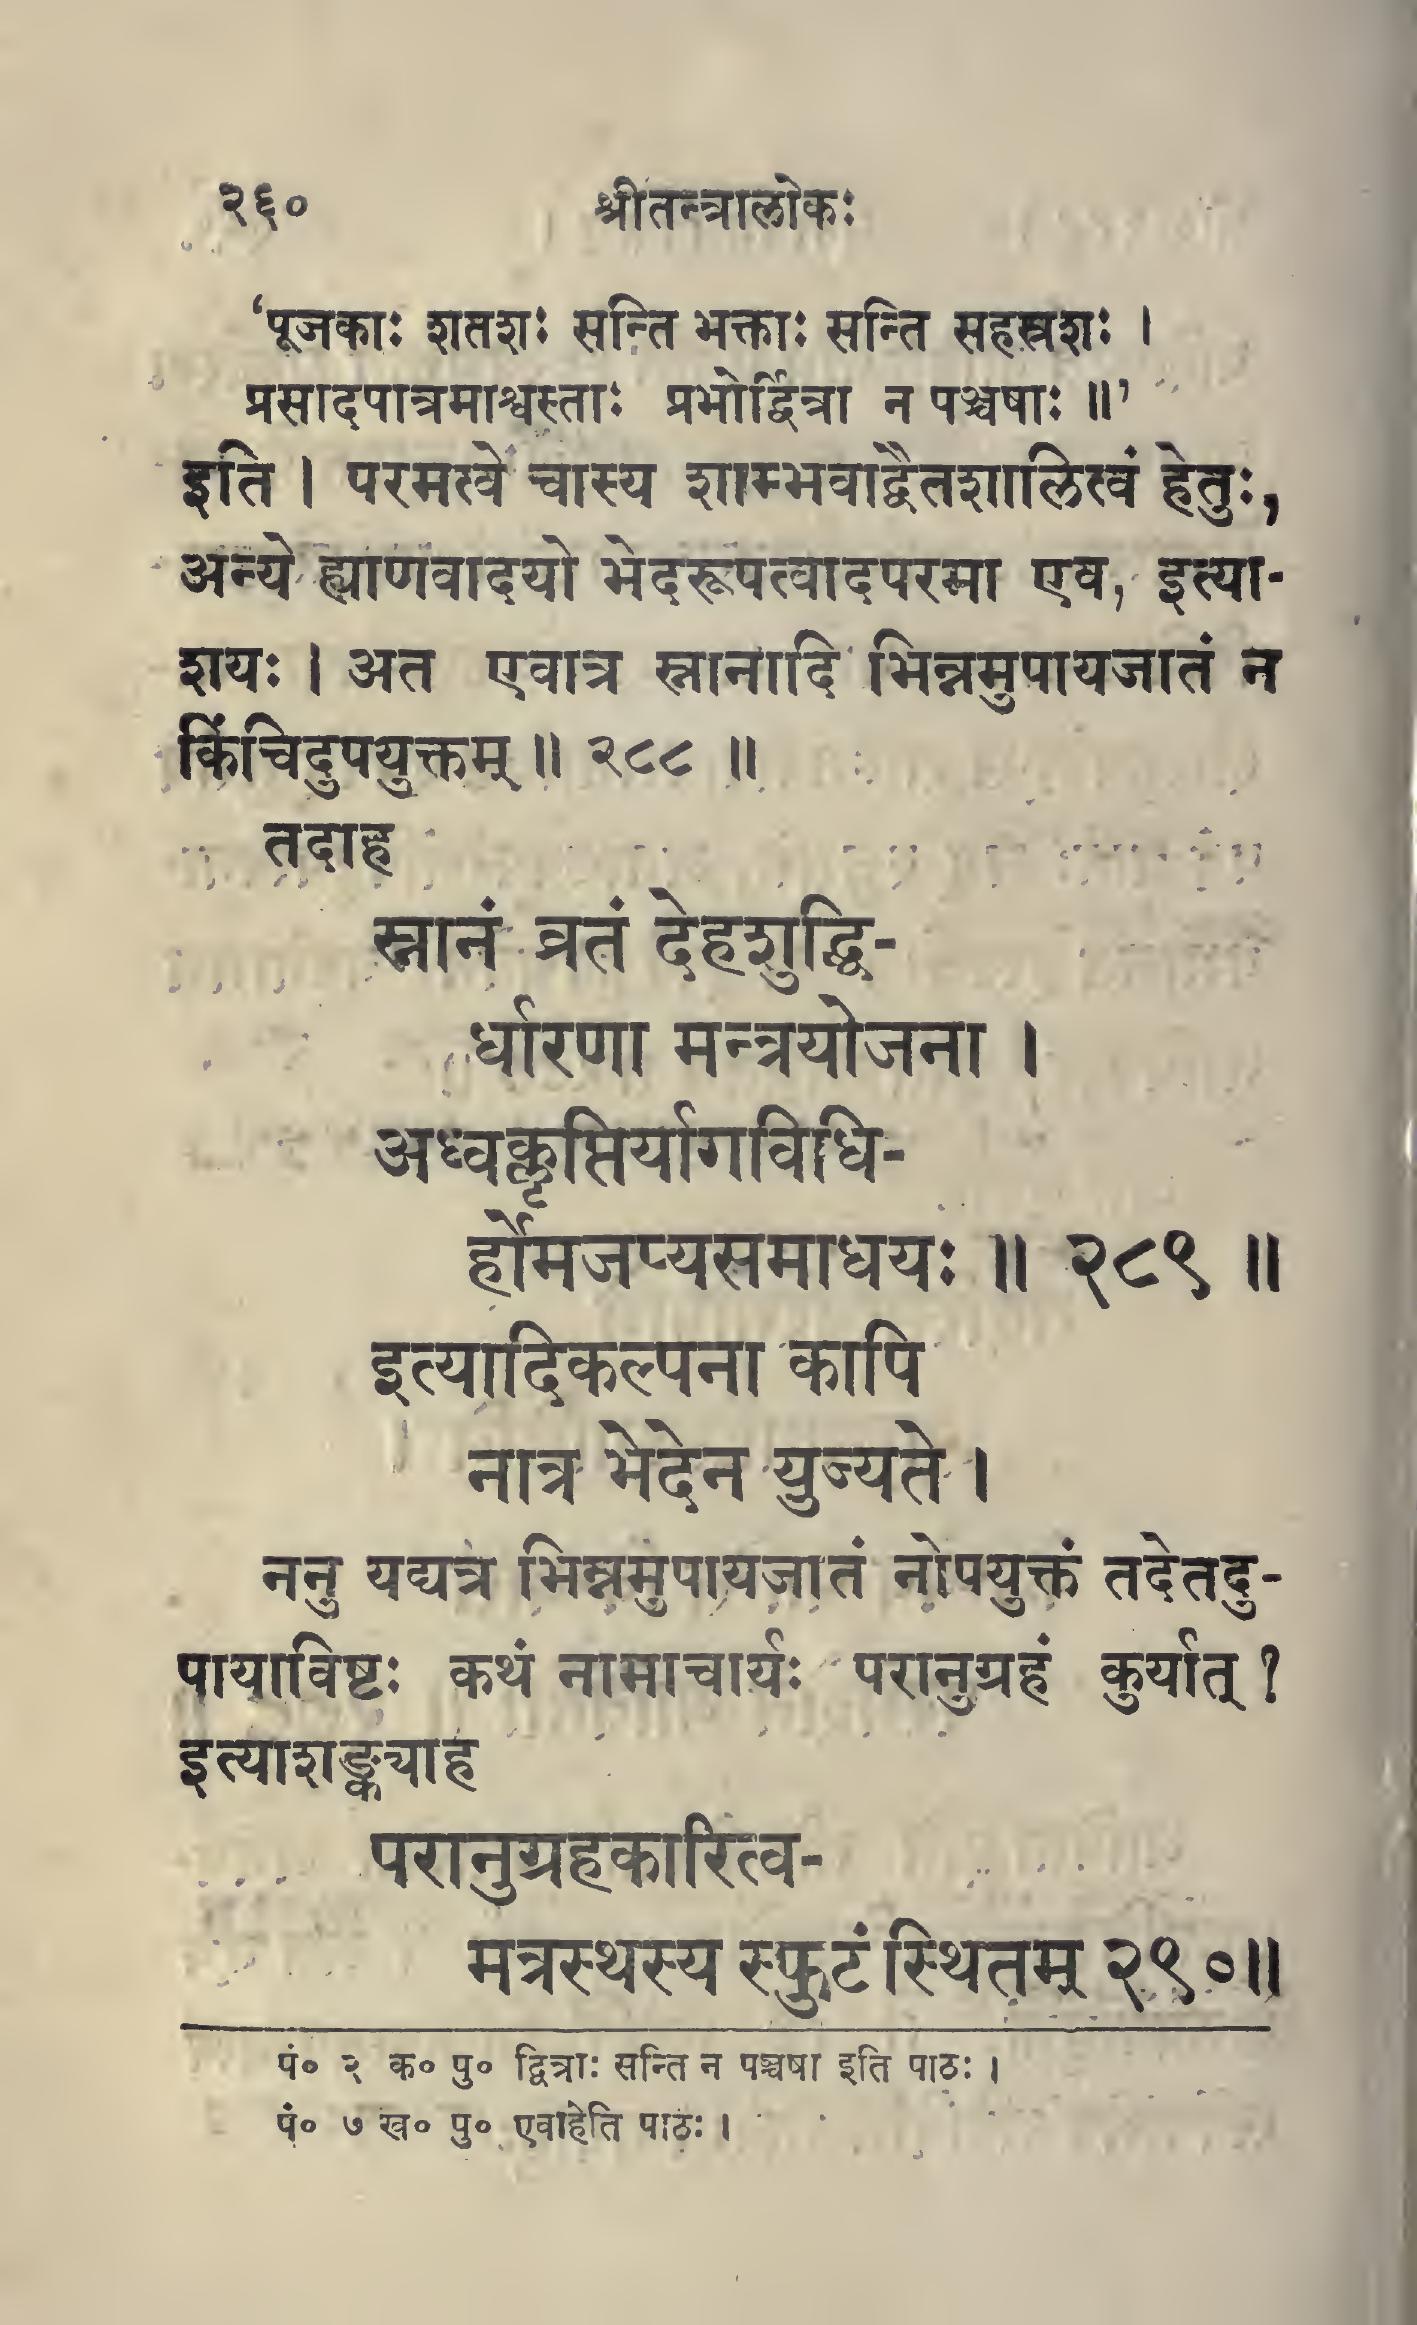 २६० श्रीतन्त्रालोकः
‘पूजकाः शतशः सन्ति भक्ताः सन्ति सहस्रशः ।
प्रसादपात्रमाश्वस्ताः प्रभोर्द्वित्रा न पञ्चषाः ॥’
इति । परमत्वे चास्य शाम्भवाद्वैतशालित्वं हेतुः,
अन्ये ह्याणवादयो भेदरूपत्वादपरमा एव, इत्या-
शयः । अत एवात्र स्नानादि भिन्नमुपायजातं न
किंचिदुपयुक्तम् ॥ २८८ ॥
तदाह
स्नानं व्रतं देहशुद्धि-
र्धारणा मन्त्रयोजना ।
अध्वक्लृप्तिर्यागविधि-
र्होमजप्यसमाधयः ॥ २८९ ॥
इत्यादिकल्पना कापि
नात्र भेदेन युज्यते ।
ननु यद्यत्र भिन्नमुपायजातं नोपयुक्तं तदेतदु-
पायाविष्टः कथं नामाचार्यः परानुग्रहं कुर्यात् ?
इत्याशङ्क्याह
परानुग्रहकारित्व-
मत्रस्थस्य स्फुटं स्थितम् २९०॥
पं० २ क० पु० द्वित्राः सन्ति न पञ्चषा इति पाठः ।
पं० ७ ख० पु० एवाहेति पाठः ।